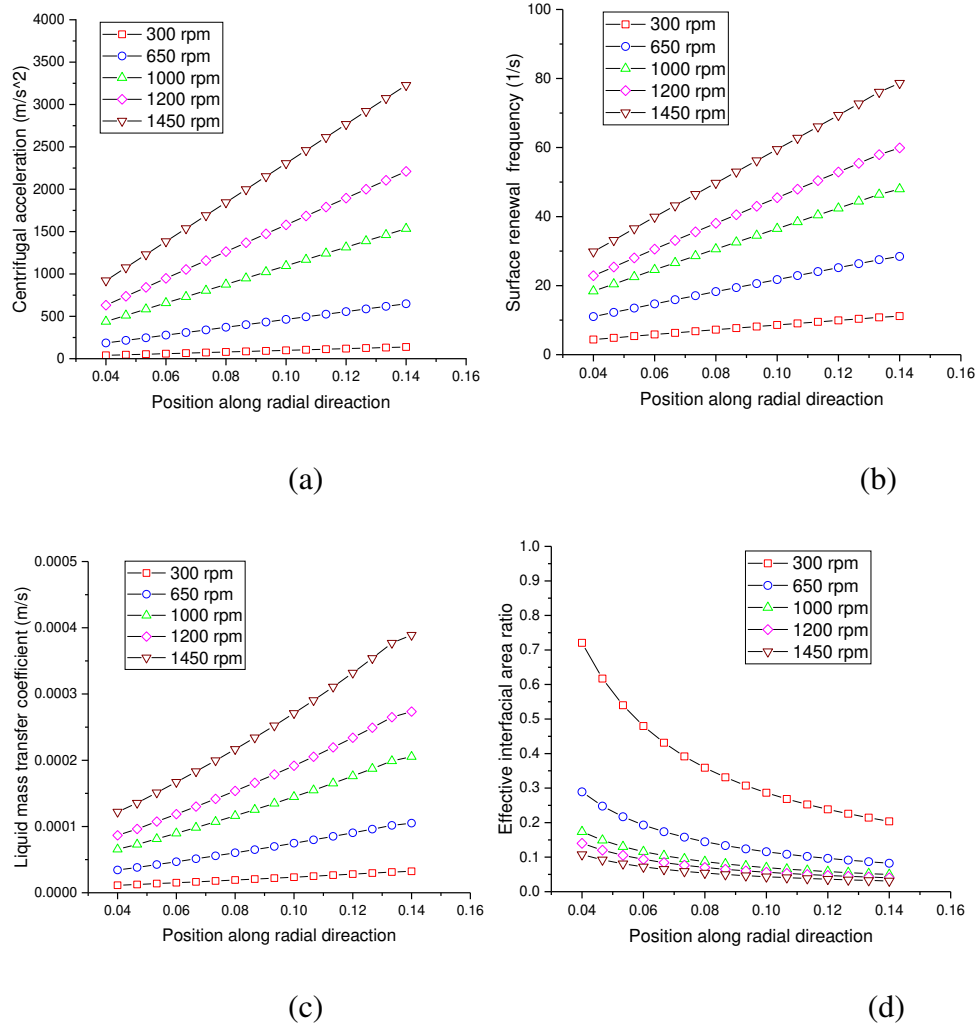 4000
3500
3000
2500
2000
1500
1000
500
0
Centrifugal acceleration (m/s^2)
300 rpm
650 rpm
1000 rpm
1200 rpm
1450 rpm
0.04 0.06 0.08 0.10 0.12 0.14 0.16
Position along radial direaction
(a)
100
80
60
40
20
0
Surface renewal frequency (1/s)
300 rpm
650 rpm
1000 rpm
1200 rpm
1450 rpm
0.04 0.06 0.08 0.10 0.12 0.14 0.16
Position along radial direaction
(b)
0.0005
0.0004
0.0003
0.0002
0.0001
0.0000
Liquid mass transfer coefficient (m/s)
300 rpm
650 rpm
1000 rpm
1200 rpm
1450 rpm
0.04 0.06 0.08 0.10 0.12 0.14 0.16
Position along radial direaction
(c)
1.0
0.9
0.8
0.7
0.6
0.5
0.4
0.3
0.2
0.1
0.0
Effective interfacial area ratio
300 rpm
650 rpm
1000 rpm
1200 rpm
1450 rpm
0.04 0.06 0.08 0.10 0.12 0.14 0.16
Position along radial direaction
(d)